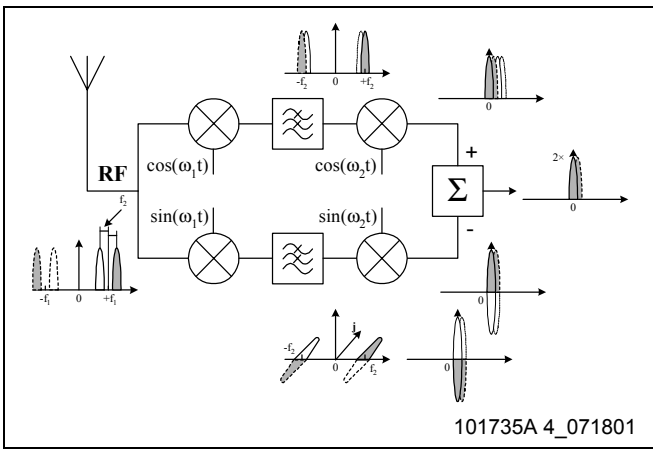 -f₂ 0 +f₂
0
cos(ω₁t) cos(ω₂t)
+
RF
f₂
Σ
2×
0
sin(ω₁t) sin(ω₂t)
-
-f₁ 0 +f₁
0
-f₂ j
0 f₂
0
101735A 4_071801